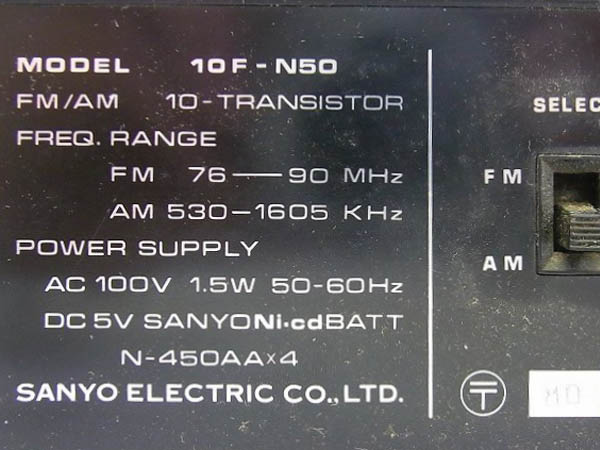 MODEL 10F-N50
FM/AM 10-TRANSISTOR
FREQ. RANGE
FM 76—90 MHz
AM 530-1605 KHz
POWER SUPPLY
AC 100V 1.5W 50-60Hz
DC 5V SANYO Ni-cd BATT
N-450AA×4
SANYO ELECTRIC CO., LTD.
SELEC
FM
AM
〒
MO